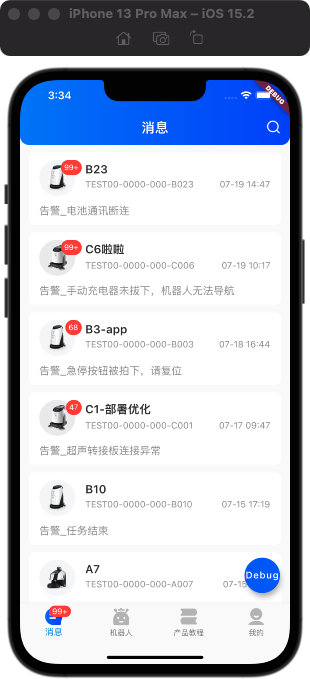 iPhone 13 Pro Max – iOS 15.2
3:34
DEBUG
消息
99+
B23
TEST00-0000-000-B023
07-19 14:47
告警_电池通讯断连
99+
C6啦啦
TEST00-0000-000-C006
07-19 10:17
告警_手动充电器未拔下，机器人无法导航
68
B3-app
TEST00-0000-000-B003
07-18 16:44
告警_急停按钮被拍下，请复位
47
C1-部署优化
TEST00-0000-000-C001
07-17 09:47
告警_超声转接板连接异常
B10
TEST00-0000-000-B010
07-15 17:19
告警_任务结束
A7
TEST00-0000-000-A007
07-15
Debug
99+
消息
机器人
产品教程
我的